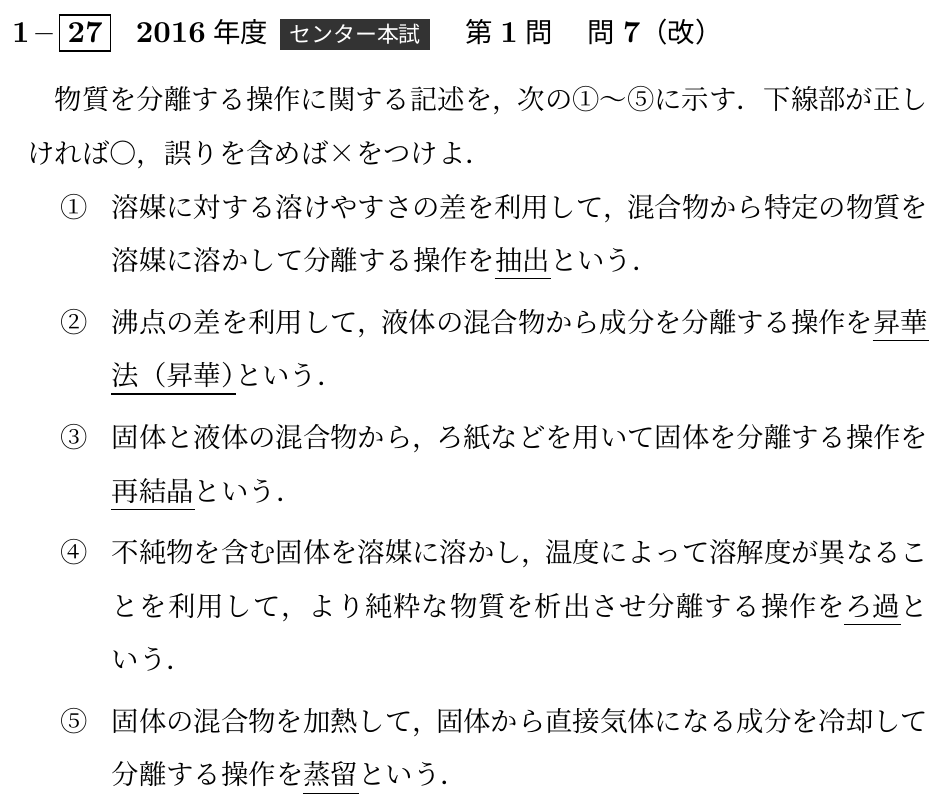 1－27 2016 年度 センター本試 第 1 問 問 7（改）
物質を分離する操作に関する記述を，次の①～⑤に示す．下線部が正し
ければ○，誤りを含めば×をつけよ．
① 溶媒に対する溶けやすさの差を利用して，混合物から特定の物質を
溶媒に溶かして分離する操作を抽出という．
② 沸点の差を利用して，液体の混合物から成分を分離する操作を昇華
法（昇華）という．
③ 固体と液体の混合物から，ろ紙などを用いて固体を分離する操作を
再結晶という．
④ 不純物を含む固体を溶媒に溶かし，温度によって溶解度が異なるこ
とを利用して，より純粋な物質を析出させ分離する操作をろ過と
いう．
⑤ 固体の混合物を加熱して，固体から直接気体になる成分を冷却して
分離する操作を蒸留という．